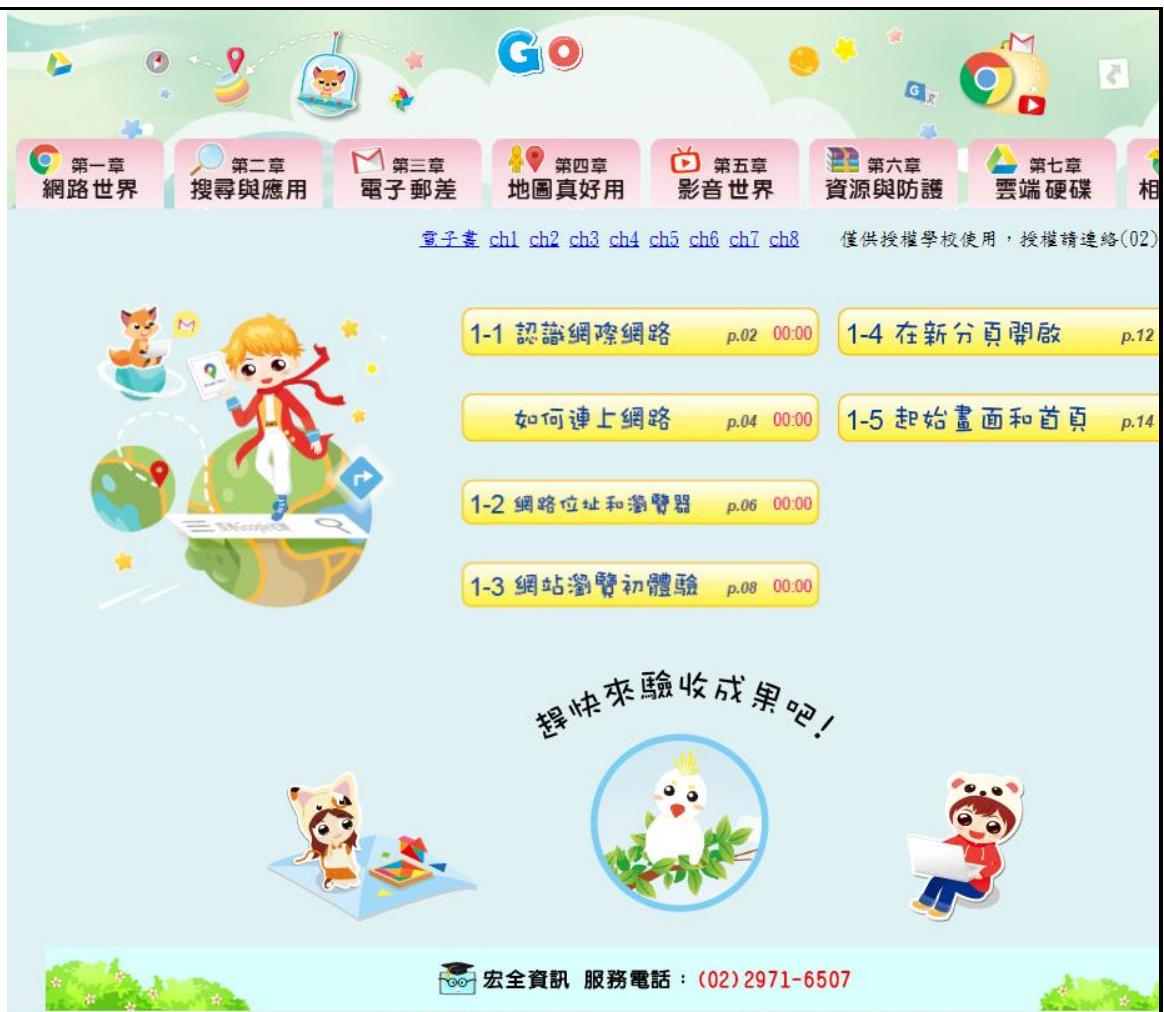 Go
第一章
網路世界
第二章
搜尋與應用
第三章
電子郵差
第四章
地圖真好用
第五章
影音世界
第六章
資源與防護
第七章
雲端硬碟
相
電子書 ch1 ch2 ch3 ch4 ch5 ch6 ch7 ch8 僅供授權學校使用，授權請連絡(02)
1-1 認識網際網路 p.02 00:00
1-4 在新分頁開啟 p.12
如何連上網路 p.04 00:00
1-5 起始畫面和首頁 p.14
1-2 網路位址和瀏覽器 p.06 00:00
1-3 網站瀏覽初體驗 p.08 00:00
趕快來驗收成果吧!
宏全資訊 服務電話：(02)2971-6507